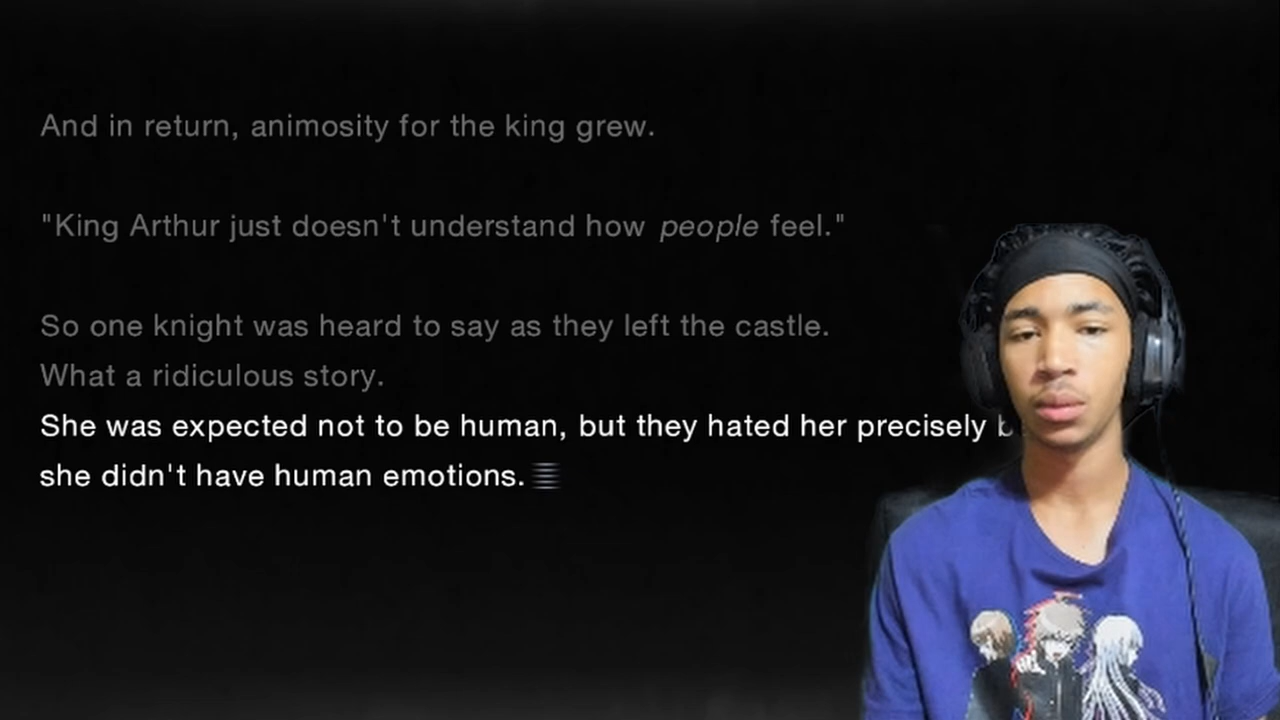 And in return, animosity for the king grew.
"King Arthur just doesn't understand how people feel."
So one knight was heard to say as they left the castle.
What a ridiculous story.
She was expected not to be human, but they hated her precisely
she didn't have human emotions.